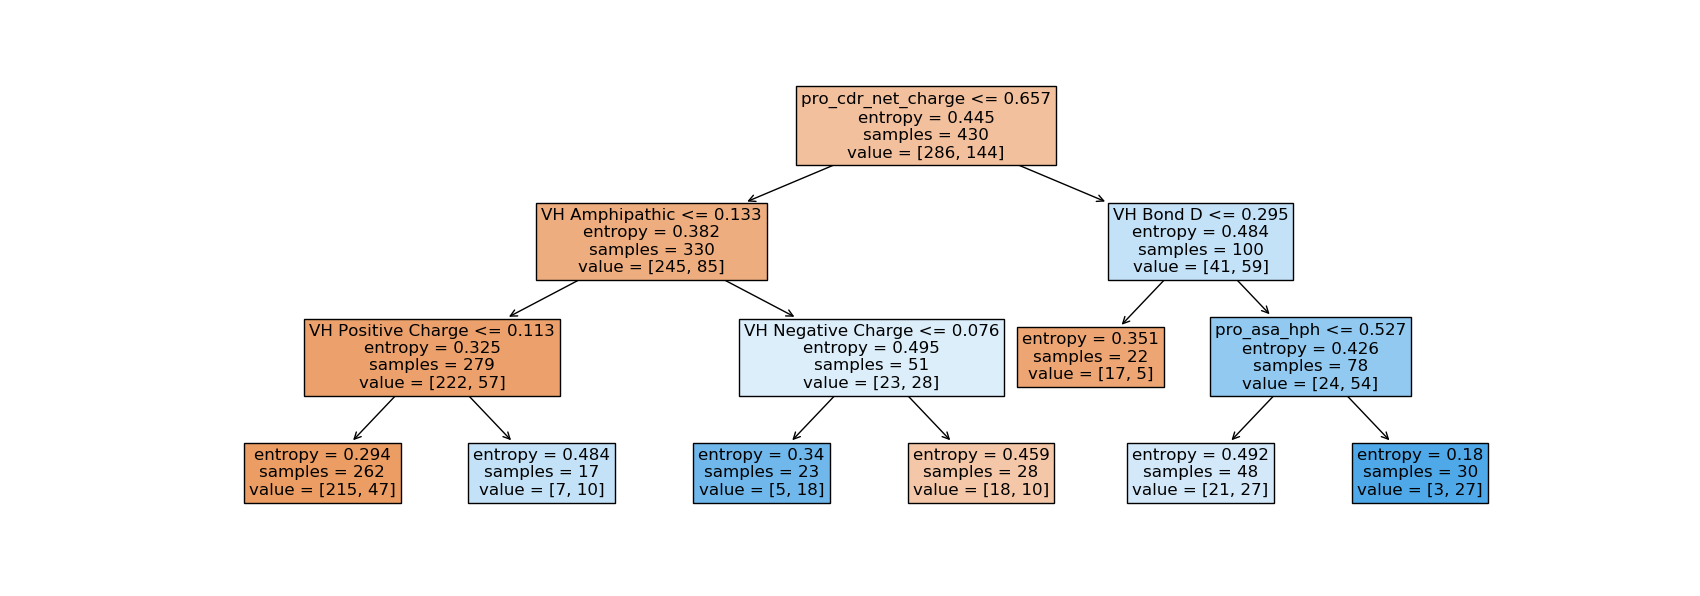 pro_cdr_net_charge <= 0.657
entropy = 0.445
samples = 430
value = [286, 144]
VH Amphipathic <= 0.133
entropy = 0.382
samples = 330
value = [245, 85]
VH Bond D <= 0.295
entropy = 0.484
samples = 100
value = [41, 59]
VH Positive Charge <= 0.113
entropy = 0.325
samples = 279
value = [222, 57]
VH Negative Charge <= 0.076
entropy = 0.495
samples = 51
value = [23, 28]
entropy = 0.351
samples = 22
value = [17, 5]
pro_asa_hph <= 0.527
entropy = 0.426
samples = 78
value = [24, 54]
entropy = 0.294
samples = 262
value = [215, 47]
entropy = 0.484
samples = 17
value = [7, 10]
entropy = 0.34
samples = 23
value = [5, 18]
entropy = 0.459
samples = 28
value = [18, 10]
entropy = 0.492
samples = 48
value = [21, 27]
entropy = 0.18
samples = 30
value = [3, 27]